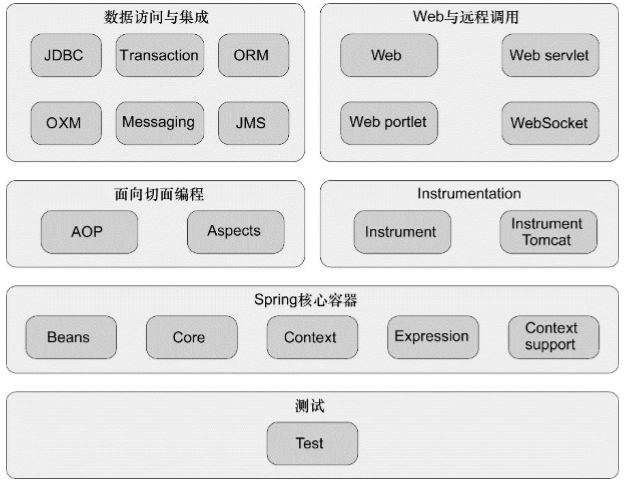 数据访问与集成
JDBC
Transaction
ORM
OXM
Messaging
JMS
Web与远程调用
Web
Web servlet
Web portlet
WebSocket
面向切面编程
AOP
Aspects
Instrumentation
Instrument
Instrument
Tomcat
Spring核心容器
Beans
Core
Context
Expression
Context
support
测试
Test